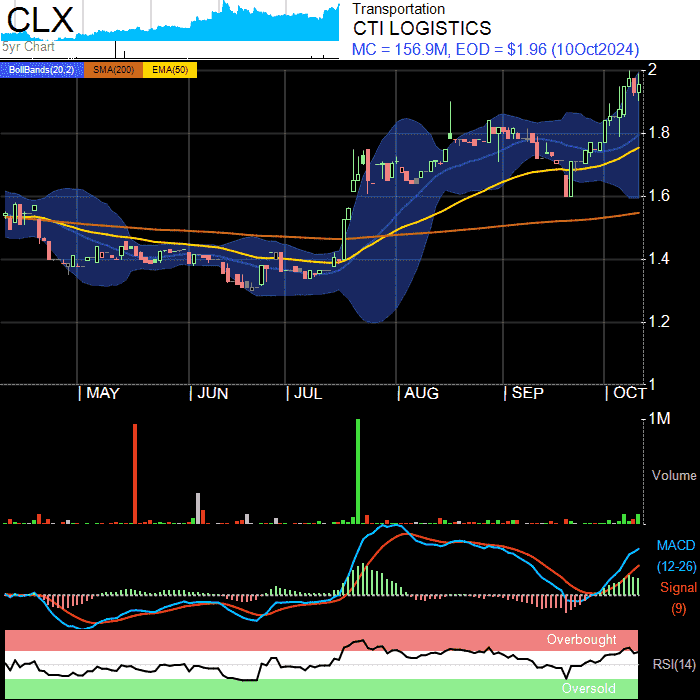 CLX
5yr Chart
Transportation
CTI LOGISTICS
MC = 156.9M, EOD = $1.96 (10Oct2024)
BollBands(20,2) SMA(200) EMA(50)
2
1.8
1.6
1.4
1.2
1
| MAY | JUN | JUL | AUG | SEP | OCT
1M
Volume
MACD
(12-26)
Signal
(9)
Overbought
RSI(14)
Oversold